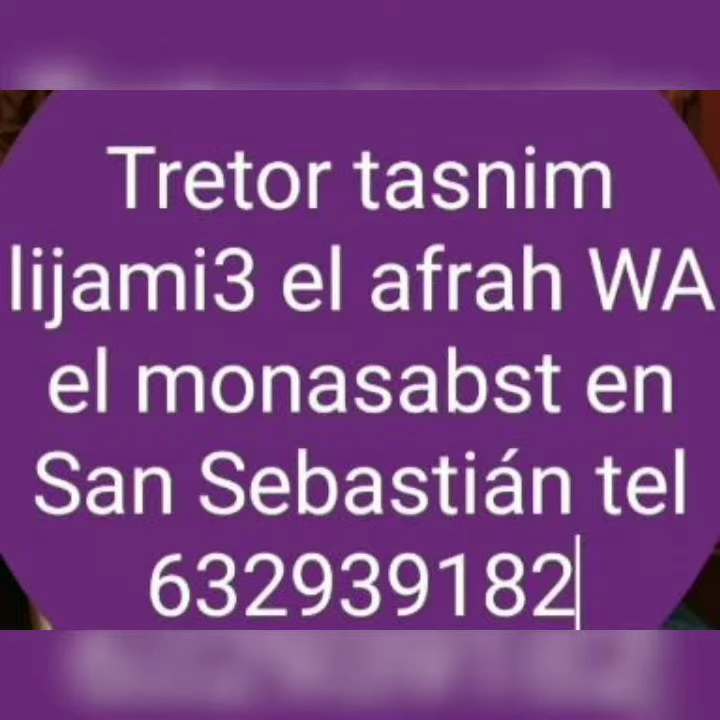 Tretor tasnim
lijami3 el afrah WA
el monasabst en
San Sebastián tel
632939182